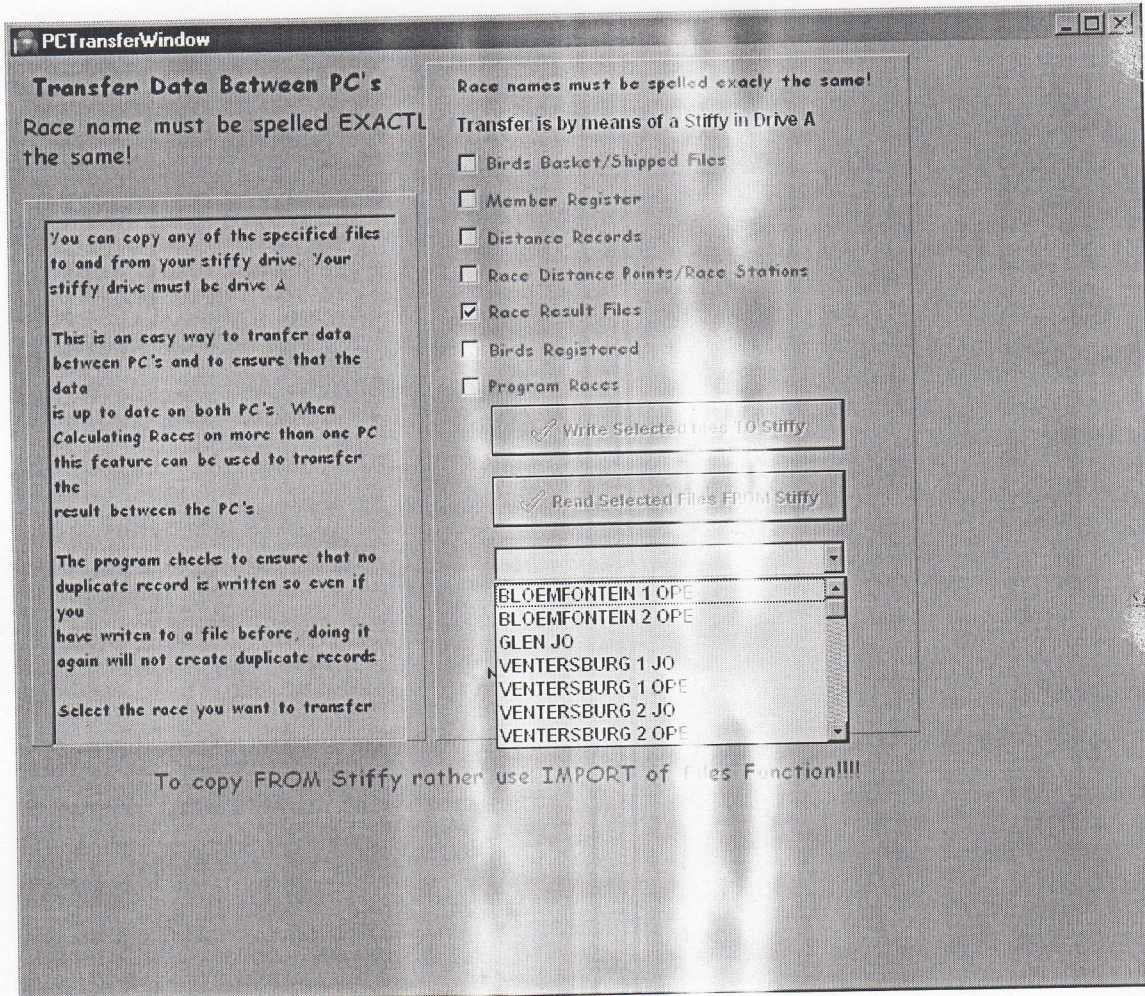 PCTransferWindow
Transfer Data Between PC's
Race name must be spelled EXACTL
the same!
You can copy any of the specified files
to and from your stiffy drive. Your
stiffy drive must be drive A
This is an easy way to tranfer data
between PC's and to ensure that the
data
is up to date on both PC's. When
Calculating Races on more than one PC
this feature can be used to transfer
the
result between the PC's
The program checks to ensure that no
duplicate record is written so even if
you
have writen to a file before, doing it
again will not create duplicate records
Select the race you want to transfer
Race names must be spelled exacly the same!
Transfer is by means of a Stiffy in Drive A
Birds Basket/Shipped Files
Member Register
Distance Records
Race Distance Points/Race Stations
Race Result Files
Birds Registered
Program Races
Write Selected Files TO Stiffy
Read Selected Files FROM Stiffy
BLOEMFONTEIN 1 OPE
BLOEMFONTEIN 2 OPE
GLEN JO
VENTERSBURG 1 JO
VENTERSBURG 1 OPE
VENTERSBURG 2 JO
VENTERSBURG 2 OPE
To copy FROM Stiffy rather use IMPORT of Files Function!!!!